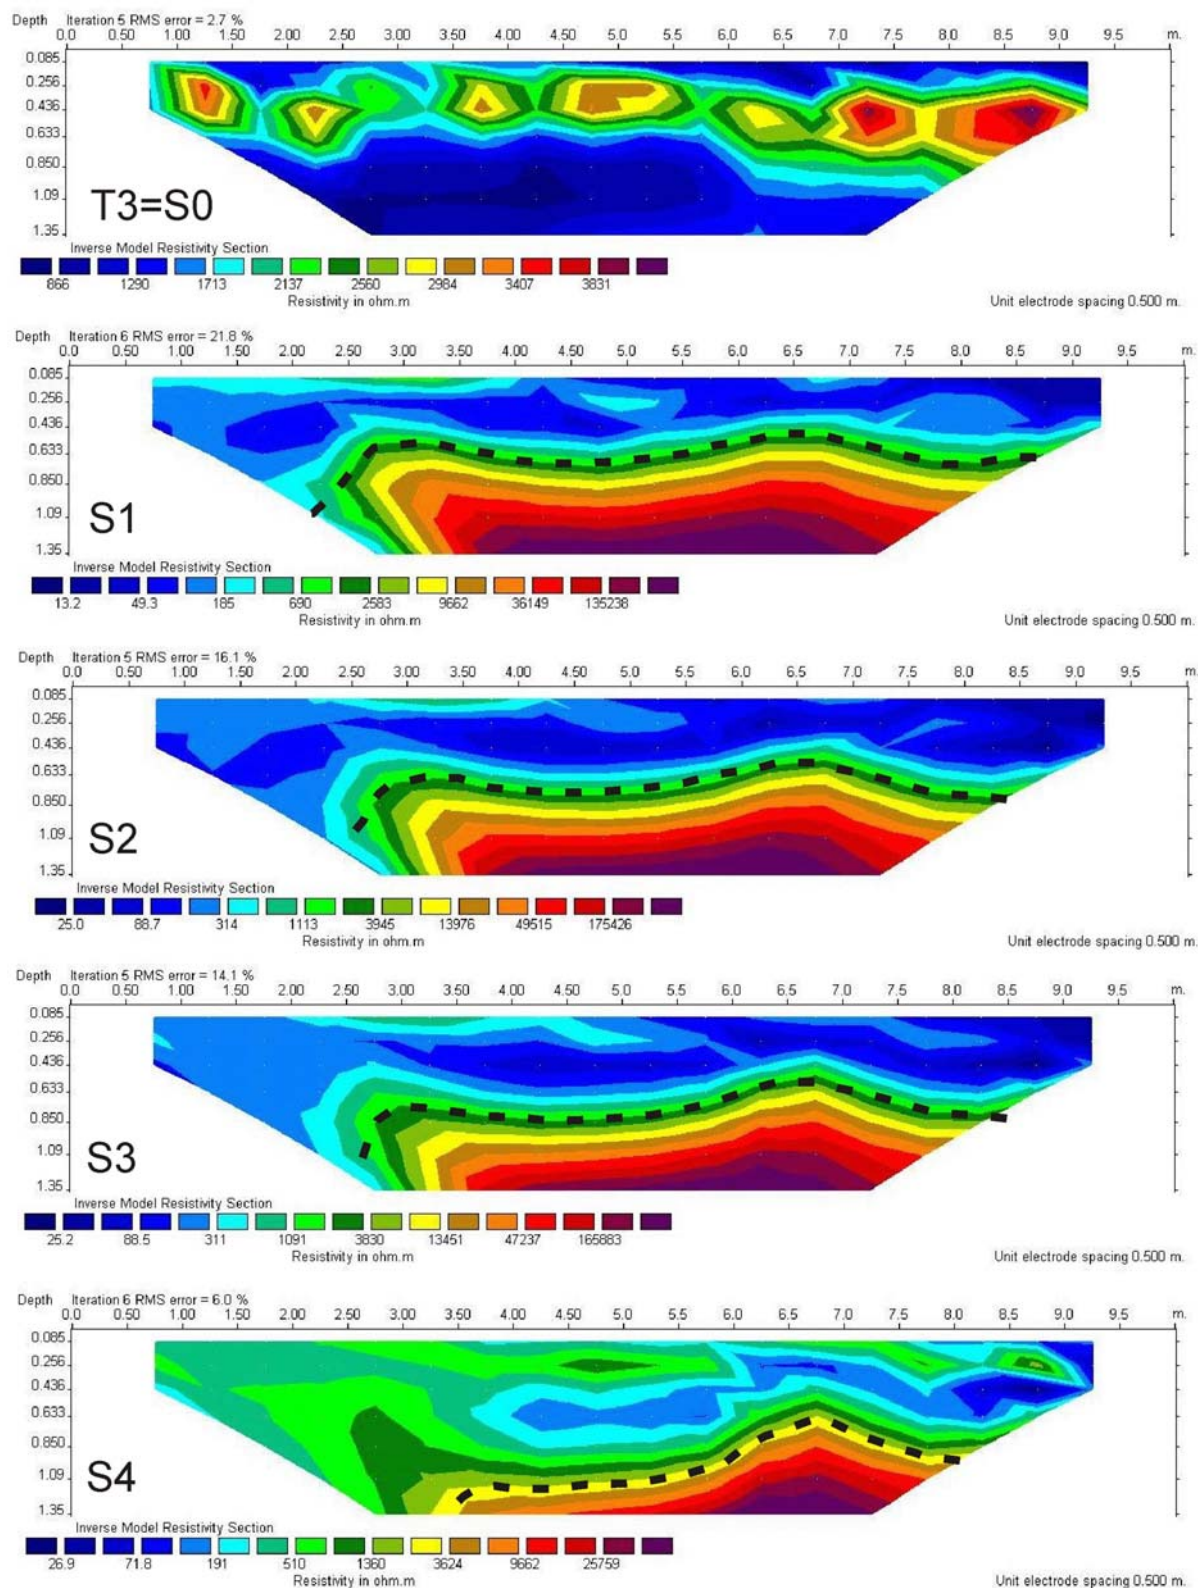 Depth Iteration 5 RMS error = 2.7 %
0.0 0.50 1.00 1.50 2.00 2.50 3.00 3.50 4.00 4.50 5.0 5.5 6.0 6.5 7.0 7.5 8.0 8.5 9.0 9.5 m.
0.085
0.256
0.436
0.633
0.850
1.09
1.35
T3=S0
Inverse Model Resistivity Section
866 1290 1713 2137 2560 2984 3407 3831
Resistivity in ohm.m
Unit electrode spacing 0.500 m.
Depth Iteration 6 RMS error = 21.8 %
0.0 0.50 1.00 1.50 2.00 2.50 3.00 3.50 4.00 4.50 5.0 5.5 6.0 6.5 7.0 7.5 8.0 8.5 9.0 9.5 m.
0.085
0.256
0.436
0.633
0.850
1.09
1.35
S1
Inverse Model Resistivity Section
13.2 49.3 185 690 2583 9662 36149 135238
Resistivity in ohm.m
Unit electrode spacing 0.500 m.
Depth Iteration 5 RMS error = 16.1 %
0.0 0.50 1.00 1.50 2.00 2.50 3.00 3.50 4.00 4.50 5.0 5.5 6.0 6.5 7.0 7.5 8.0 8.5 9.0 9.5 m.
0.085
0.256
0.436
0.633
0.850
1.09
1.35
S2
Inverse Model Resistivity Section
25.0 88.7 314 1113 3945 13976 49515 175426
Resistivity in ohm.m
Unit electrode spacing 0.500 m.
Depth Iteration 5 RMS error = 14.1 %
0.0 0.50 1.00 1.50 2.00 2.50 3.00 3.50 4.00 4.50 5.0 5.5 6.0 6.5 7.0 7.5 8.0 8.5 9.0 9.5 m.
0.085
0.256
0.436
0.633
0.850
1.09
1.35
S3
Inverse Model Resistivity Section
25.2 88.5 311 1091 3830 13451 47237 165883
Resistivity in ohm.m
Unit electrode spacing 0.500 m.
Depth Iteration 6 RMS error = 6.0 %
0.0 0.50 1.00 1.50 2.00 2.50 3.00 3.50 4.00 4.50 5.0 5.5 6.0 6.5 7.0 7.5 8.0 8.5 9.0 9.5 m.
0.085
0.256
0.436
0.633
0.850
1.09
1.35
S4
Inverse Model Resistivity Section
26.9 71.8 191 510 1360 3624 9662 25759
Resistivity in ohm.m
Unit electrode spacing 0.500 m.